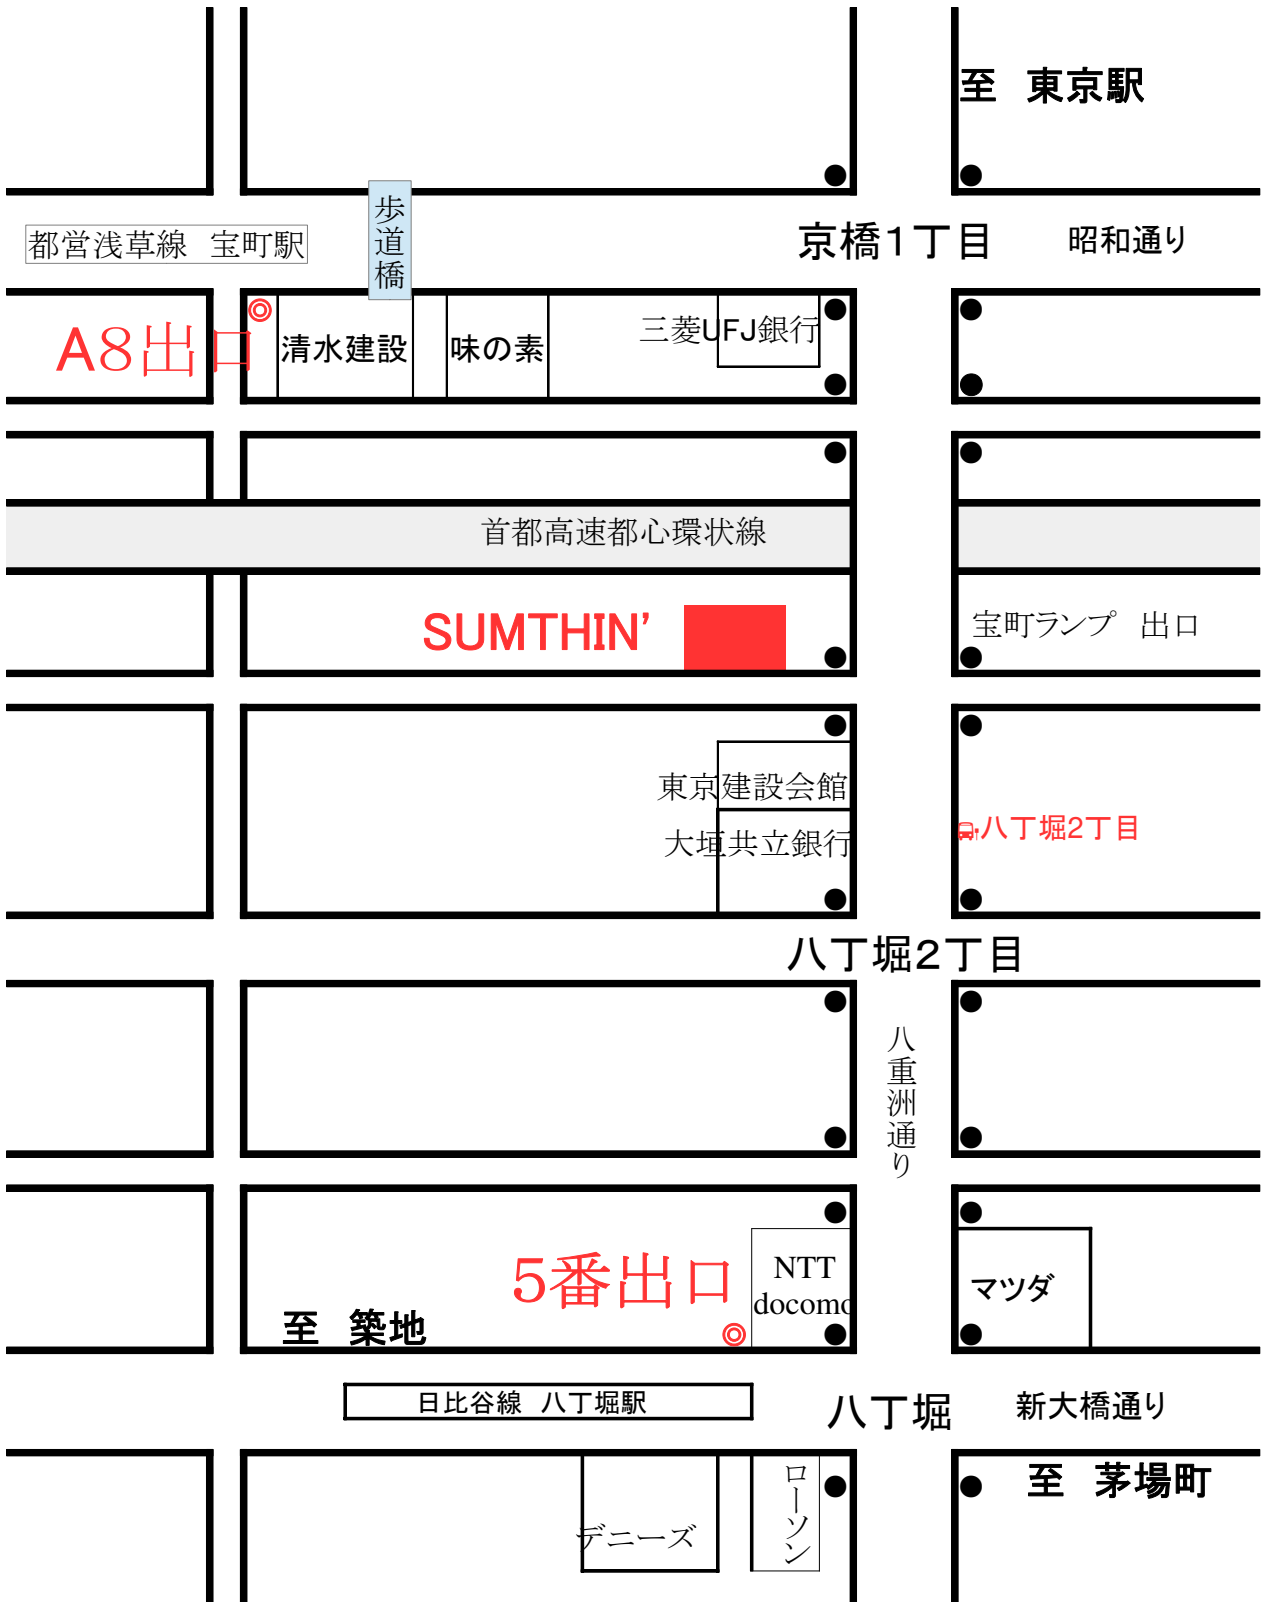 至 東京駅
歩道橋
都営浅草線 宝町駅
京橋1丁目
昭和通り
A8出口
清水建設
味の素
三菱UFJ銀行
首都高速都心環状線
SUMTHIN’
宝町ランプ 出口
東京建設会館
大垣共立銀行
八丁堀2丁目
八丁堀2丁目
八重洲通り
5番出口
NTT
docomo
マツダ
至 築地
日比谷線 八丁堀駅
八丁堀
新大橋通り
至 茅場町
デニーズ
ローソン